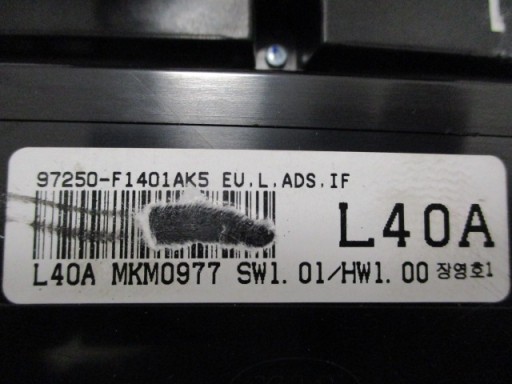 97250-F1401AK5 EU.L.ADS.IF
L40A
L40A MKM0977 SW1.01/HW1.00 장영호1